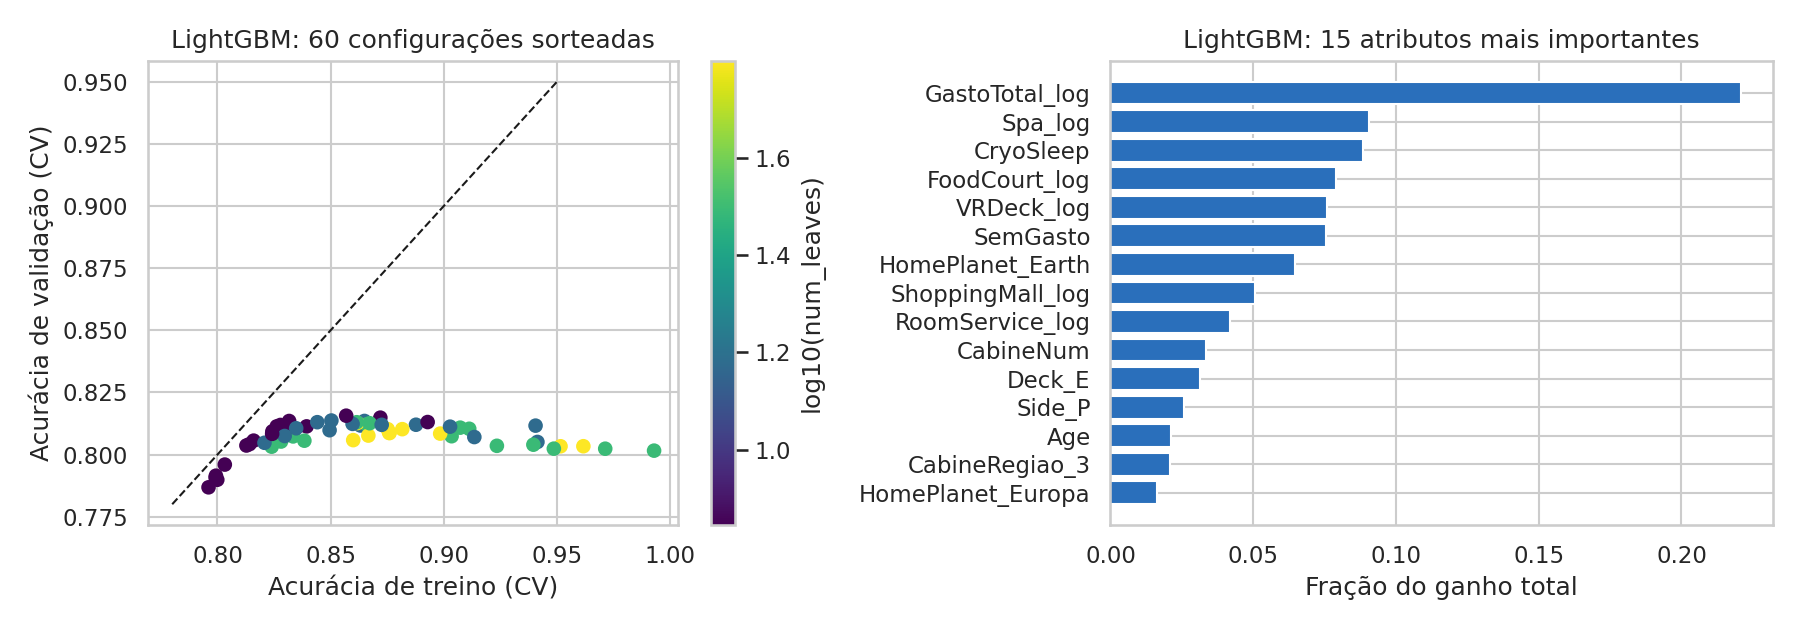 LightGBM: 60 configurações sorteadas
Acurácia de validação (CV)
0.950
0.925
0.900
0.875
0.850
0.825
0.800
0.775
0.80 0.85 0.90 0.95 1.00
Acurácia de treino (CV)
1.6
1.4
1.2
1.0
log10(num_leaves)
LightGBM: 15 atributos mais importantes
GastoTotal_log
Spa_log
CryoSleep
FoodCourt_log
VRDeck_log
SemGasto
HomePlanet_Earth
ShoppingMall_log
RoomService_log
CabineNum
Deck_E
Side_P
Age
CabineRegiao_3
HomePlanet_Europa
0.00 0.05 0.10 0.15 0.20
Fração do ganho total